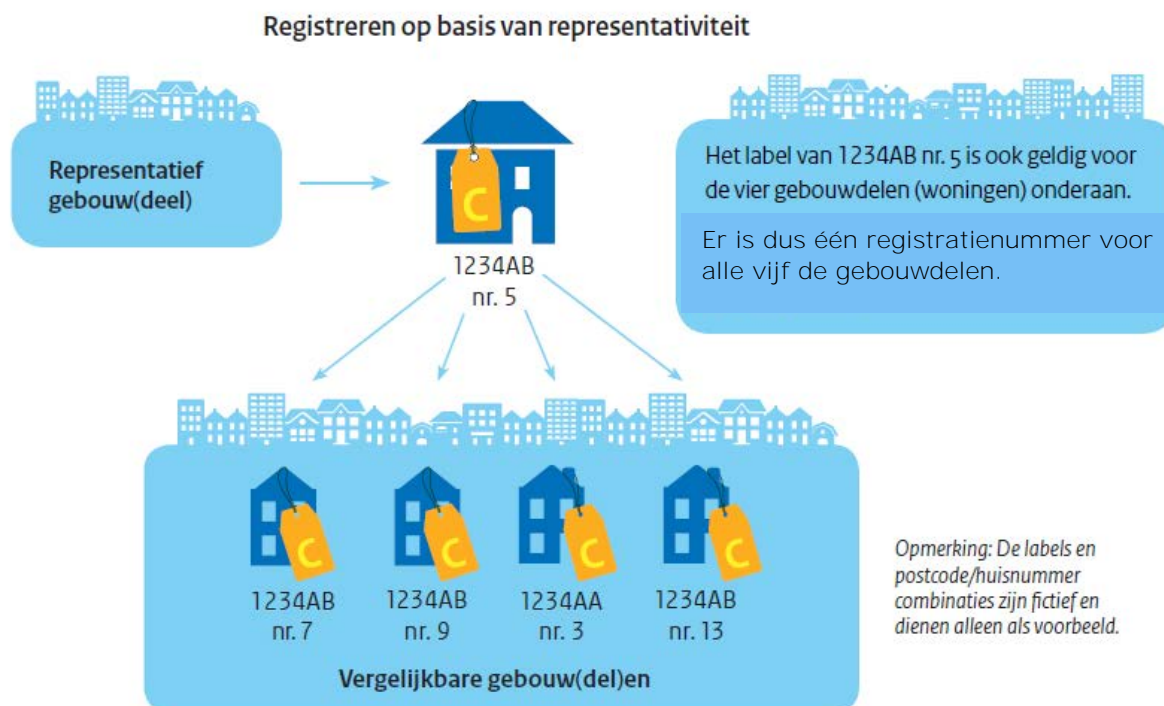 Registreren op basis van representativiteit
Representatief
gebouw(deel)
C
1234AB
nr. 5
Het label van 1234AB nr. 5 is ook geldig voor
de vier gebouwdelen (woningen) onderaan.
Er is dus één registratienummer voor
alle vijf de gebouwdelen.
C
C
C
C
1234AB
nr. 7
1234AB
nr. 9
1234AA
nr. 3
1234AB
nr. 13
Vergelijkbare gebouw(del)en
Opmerking: De labels en
postcode/huisnummer
combinaties zijn fictief en
dienen alleen als voorbeeld.